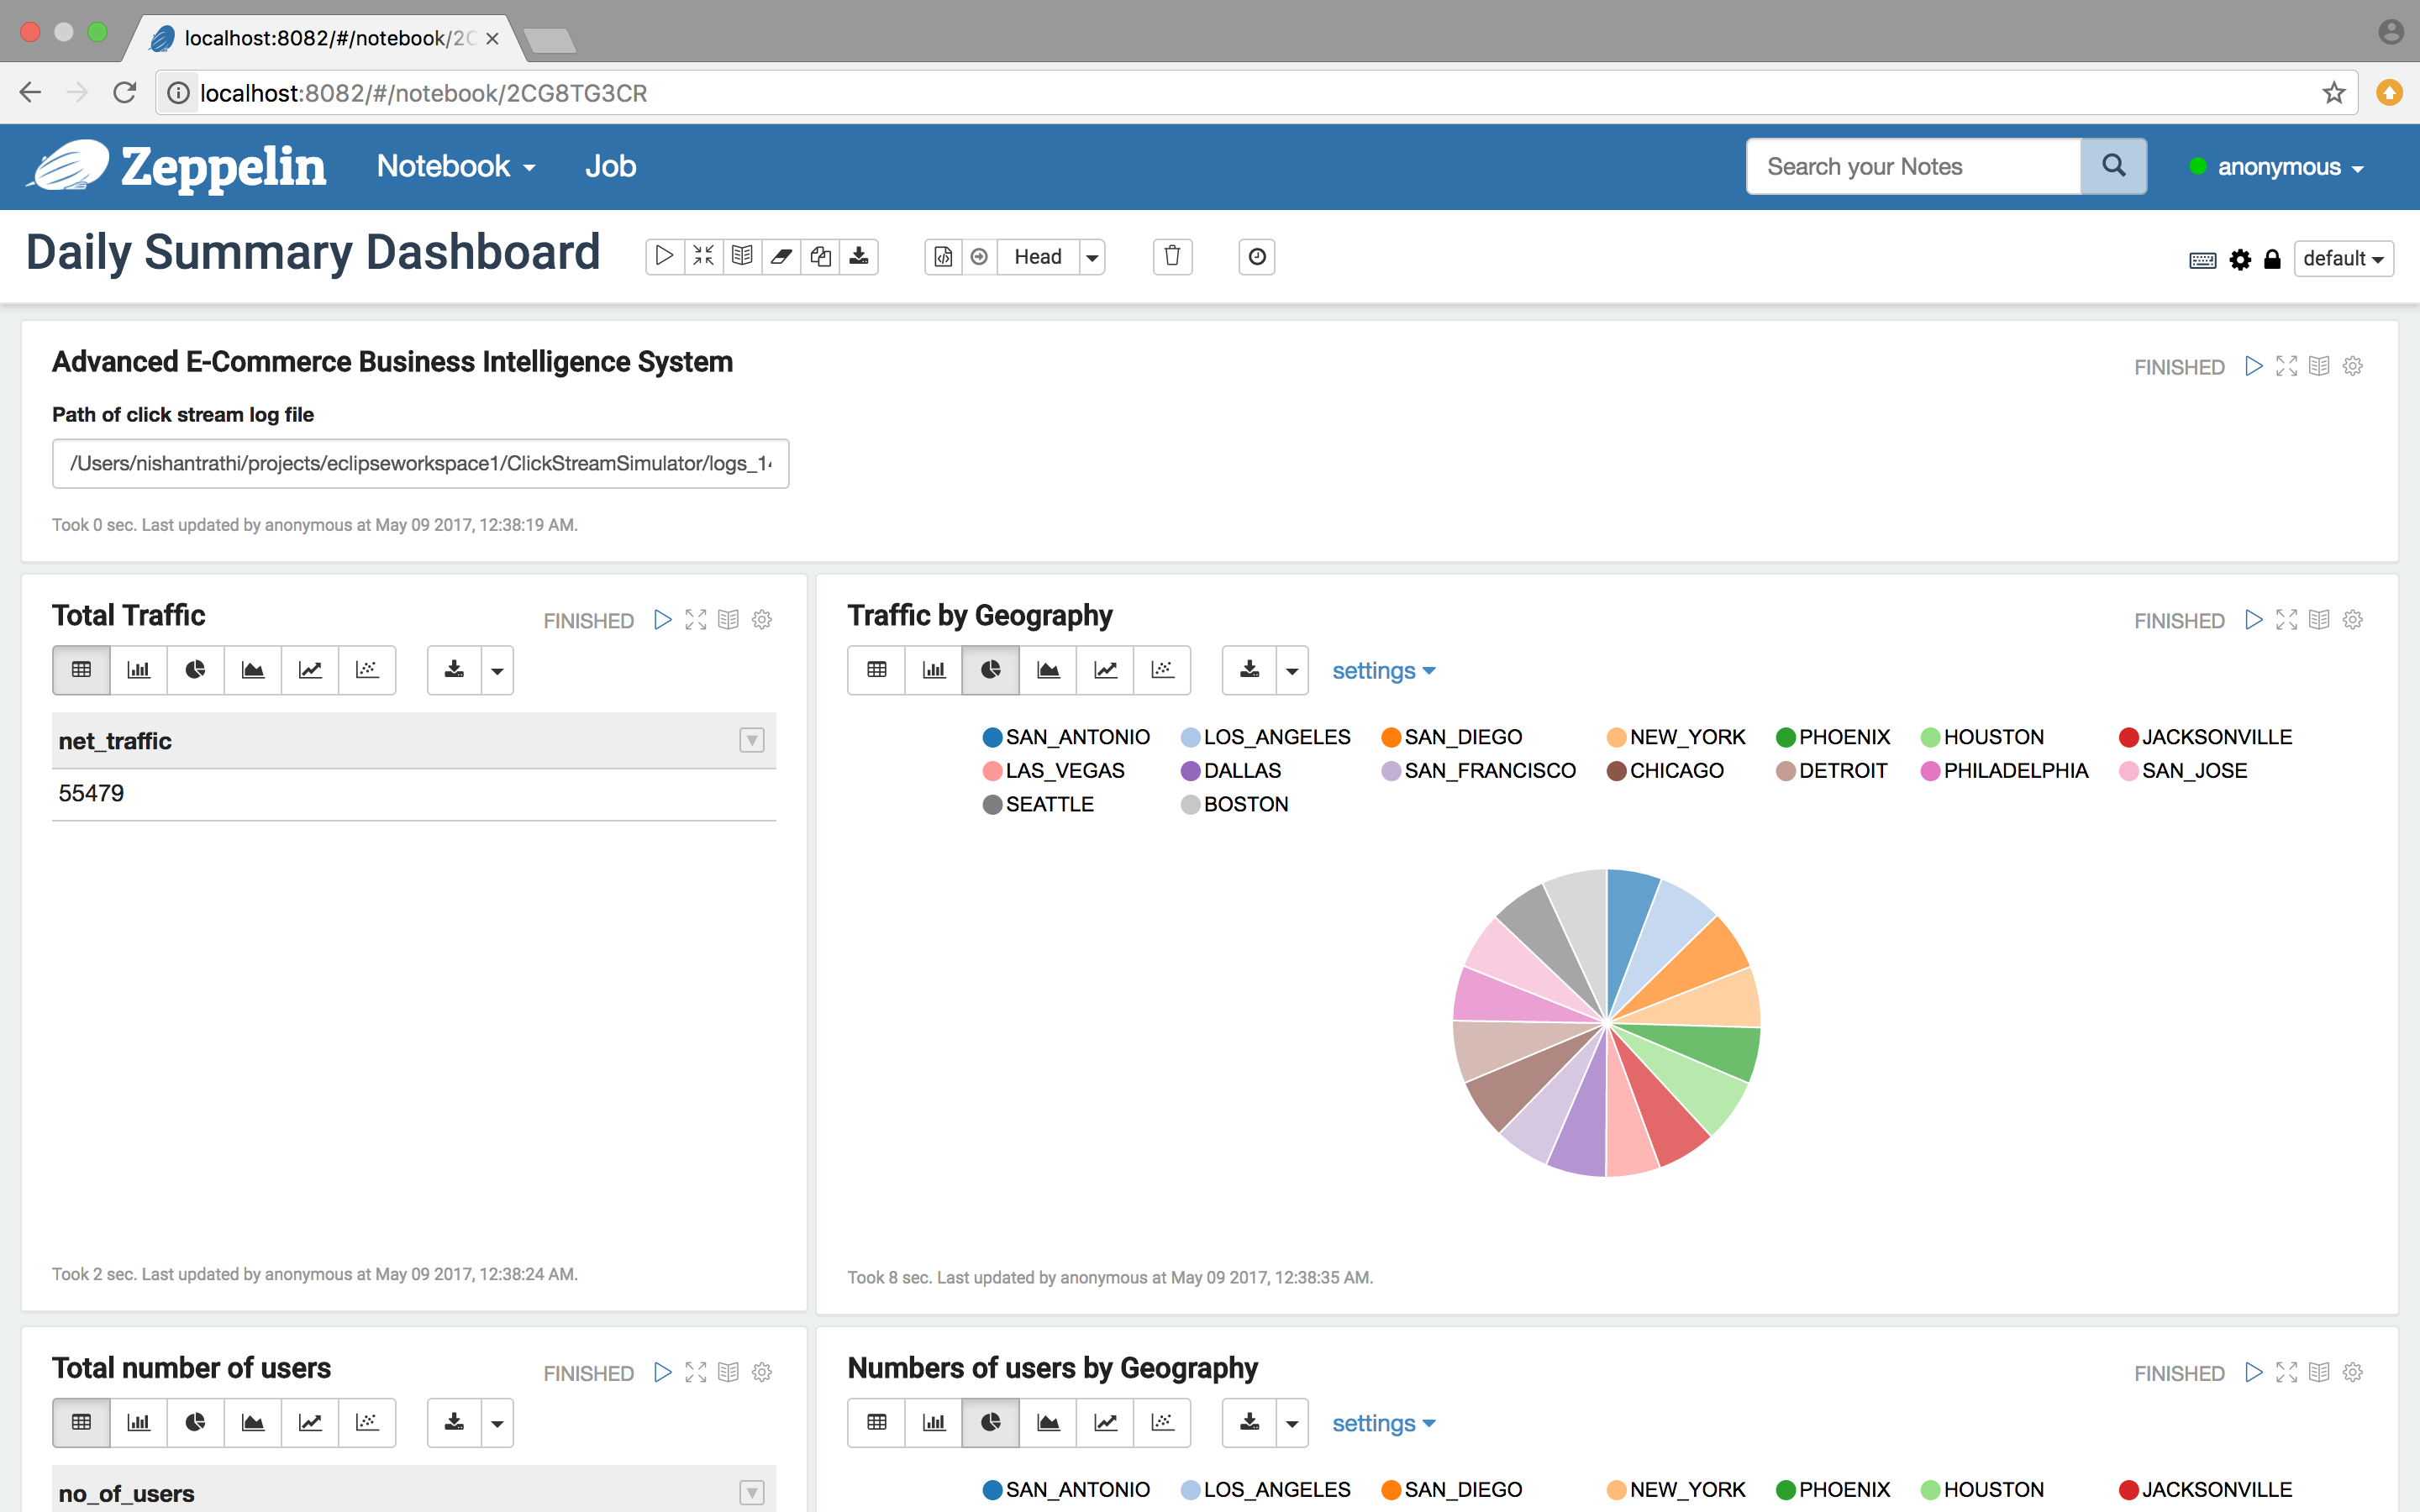 localhost:8082/#/notebook/2C
localhost:8082/#/notebook/2CG8TG3CR
Zeppelin Notebook Job Search your Notes anonymous
Daily Summary Dashboard Head default
Advanced E-Commerce Business Intelligence System FINISHED
Path of click stream log file
/Users/nishantrathi/projects/eclipseworkspace1/ClickStreamSimulator/logs_1
Took 0 sec. Last updated by anonymous at May 09 2017, 12:38:19 AM.
Total Traffic FINISHED
net_traffic
55479
Took 2 sec. Last updated by anonymous at May 09 2017, 12:38:24 AM.
Traffic by Geography FINISHED
settings
SAN_ANTONIO LOS_ANGELES SAN_DIEGO NEW_YORK PHOENIX HOUSTON JACKSONVILLE
LAS_VEGAS DALLAS SAN_FRANCISCO CHICAGO DETROIT PHILADELPHIA SAN_JOSE
SEATTLE BOSTON
Took 8 sec. Last updated by anonymous at May 09 2017, 12:38:35 AM.
Total number of users FINISHED
no_of_users
Numbers of users by Geography FINISHED
settings
SAN_ANTONIO LOS_ANGELES SAN_DIEGO NEW_YORK PHOENIX HOUSTON JACKSONVILLE